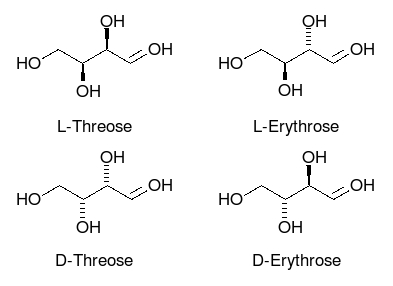 OH
HO OH
OH
L-Threose
OH
HO OH
OH
L-Erythrose
OH
HO OH
OH
D-Threose
OH
HO OH
OH
D-Erythrose